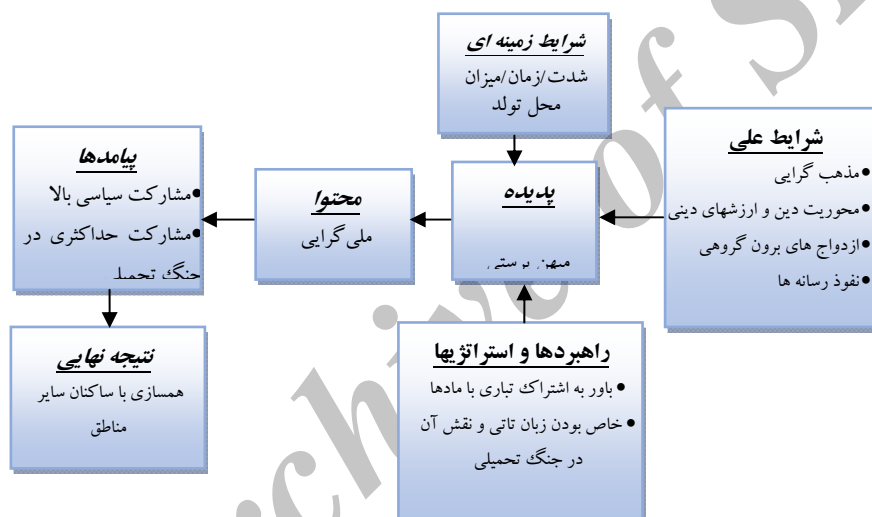 شرایط زمینه ای
شدت/زمان/میزان
محل تولد
شرایط علی
•مذهب گرایی
•محوریت دین و ارزشهای دینی
•ازدواج های برون گروهی
•نفوذ رسانه ها
پدیده
میهن پرستی
محتوا
ملی گرایی
پیامدها
•مشارکت سیاسی بالا
•مشارکت حداکثری در
جنگ تحمیلی
نتیجه نهایی
همسازی با ساکنان سایر
مناطق
راهبردها و استراتژیها
• باور به اشتراک تباری با مادها
• خاص بودن زبان تاتی و نقش آن
در جنگ تحمیلی